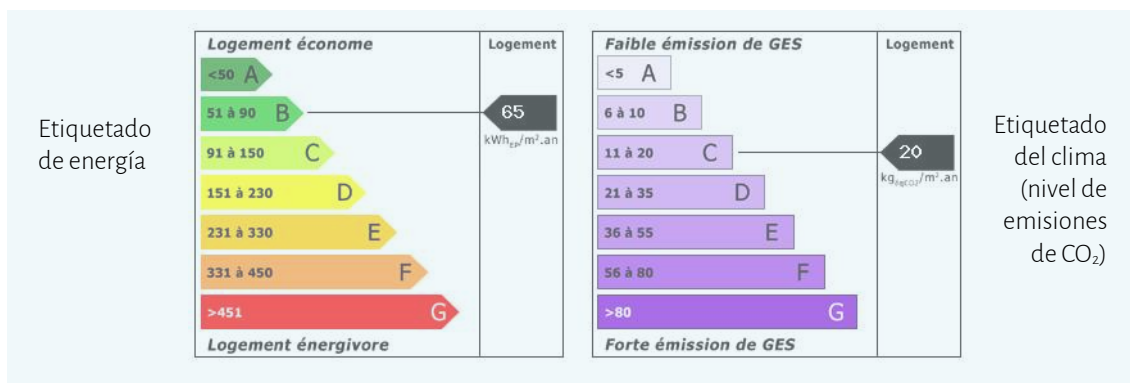 Etiquetado
de energía
Logement économe
Logement
<50 A
51 à 90 B
65
kWhEP/m².an
91 à 150 C
151 à 230 D
231 à 330 E
331 à 450 F
>451 G
Logement énergivore
Faible émission de GES
Logement
<5 A
6 à 10 B
11 à 20 C
20
kgéqCO2/m².an
21 à 35 D
36 à 55 E
56 à 80 F
>80 G
Forte émission de GES
Etiquetado
del clima
(nivel de
emisiones
de CO₂)